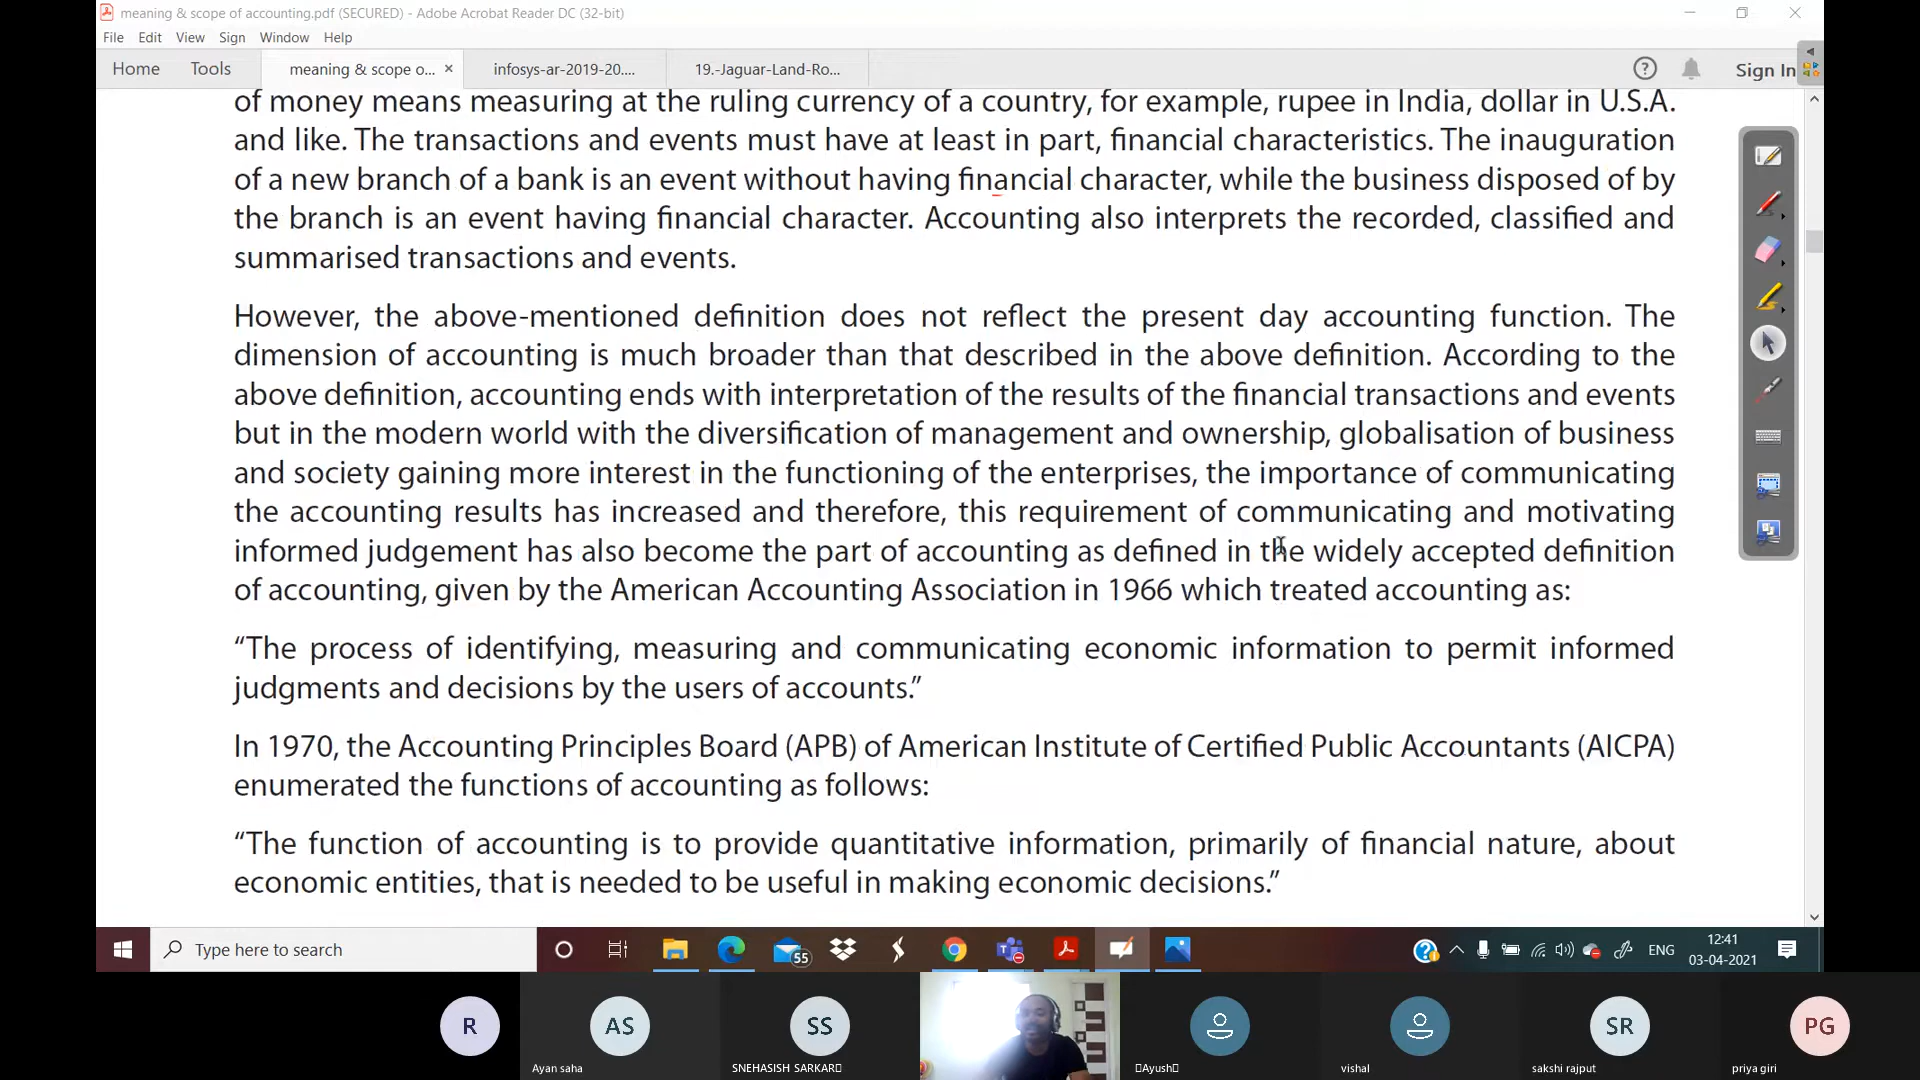 meaning & scope of accounting.pdf (SECURED) - Adobe Acrobat Reader DC (32-bit)
File Edit View Sign Window Help
Home Tools meaning & scope o... × infosys-ar-2019-20.... 19.-Jaguar-Land-Ro... Sign In
of money means measuring at the ruling currency of a country, for example, rupee in India, dollar in U.S.A.
and like. The transactions and events must have at least in part, financial characteristics. The inauguration
of a new branch of a bank is an event without having financial character, while the business disposed of by
the branch is an event having financial character. Accounting also interprets the recorded, classified and
summarised transactions and events.
However, the above-mentioned definition does not reflect the present day accounting function. The
dimension of accounting is much broader than that described in the above definition. According to the
above definition, accounting ends with interpretation of the results of the financial transactions and events
but in the modern world with the diversification of management and ownership, globalisation of business
and society gaining more interest in the functioning of the enterprises, the importance of communicating
the accounting results has increased and therefore, this requirement of communicating and motivating
informed judgement has also become the part of accounting as defined in the widely accepted definition
of accounting, given by the American Accounting Association in 1966 which treated accounting as:
“The process of identifying, measuring and communicating economic information to permit informed
judgments and decisions by the users of accounts.”
In 1970, the Accounting Principles Board (APB) of American Institute of Certified Public Accountants (AICPA)
enumerated the functions of accounting as follows:
“The function of accounting is to provide quantitative information, primarily of financial nature, about
economic entities, that is needed to be useful in making economic decisions.”
Type here to search
55
ENG
12:41
03-04-2021
R AS SS SR PG
Ayan saha SNEHASISH SARKAR Ayush vishal sakshi rajput priya giri